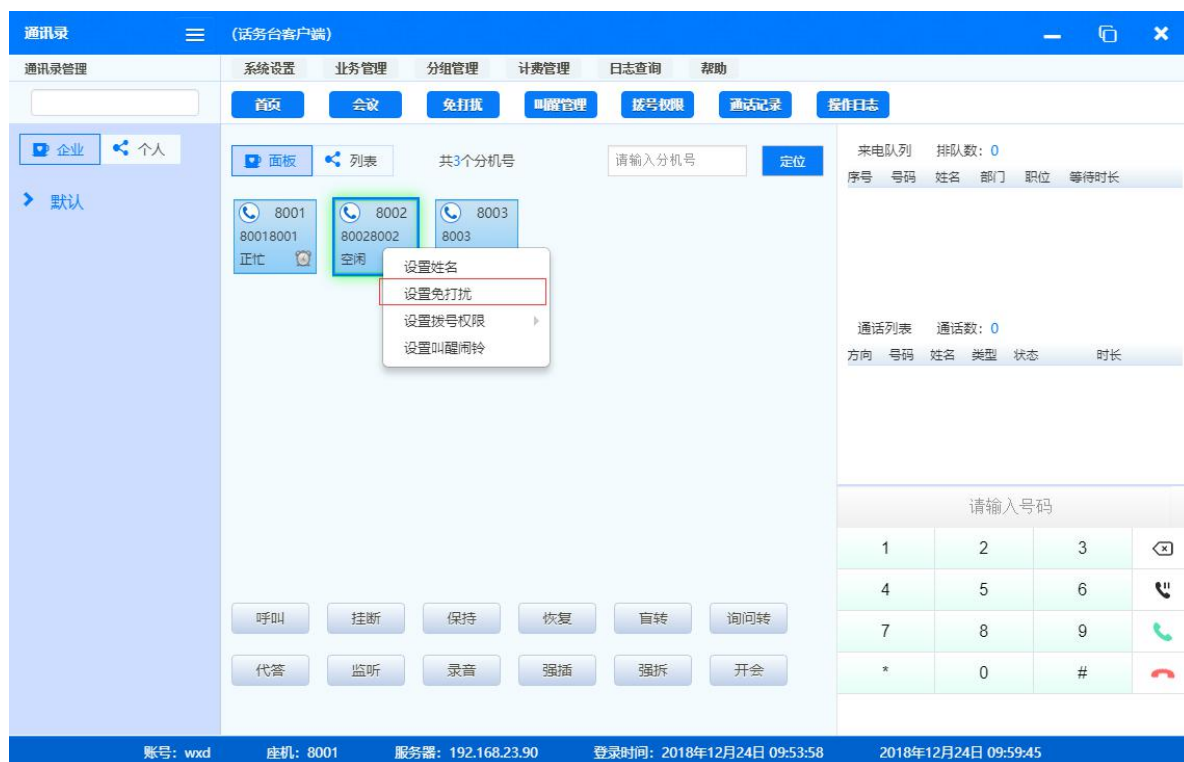 通讯录 (话务台客户端)
通讯录管理 系统设置 业务管理 分组管理 计费管理 日志查询 帮助
首页 会议 免打扰 叫醒管理 拨号权限 通话记录 操作日志
企业 个人
面板 列表 共3个分机号 请输入分机号 定位
默认
8001 8002 8003
80018001 80028002 8003
正忙 空闲
设置姓名
设置免打扰
设置拨号权限
设置叫醒闹铃
来电队列 排队数: 0
序号 号码 姓名 部门 职位 等待时长
通话列表 通话数: 0
方向 号码 姓名 类型 状态 时长
请输入号码
1 2 3
4 5 6
7 8 9
* 0 #
呼叫 挂断 保持 恢复 盲转 询问转
代答 监听 录音 强插 强拆 开会
账号: wxd 座机: 8001 服务器: 192.168.23.90 登录时间: 2018年12月24日 09:53:58 2018年12月24日 09:59:45